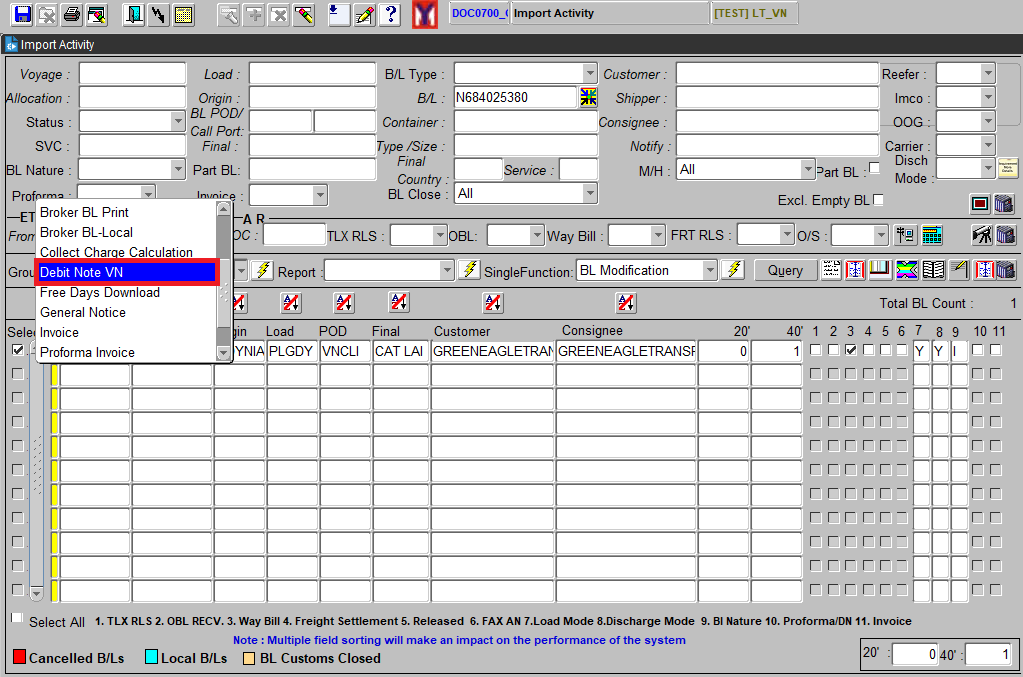 DOC0700_ Import Activity [TEST] LT_VN
Import Activity
Voyage : Load : B/L Type : Customer : Reefer :
Allocation : Origin : B/L : N684025380 Shipper : Imco :
Status : BL POD/ Call Port: Container : Consignee : OOG :
SVC : Final : Type /Size : Notify : Carrier :
BL Nature : Part BL: Final Country : Service : M/H : All Part BL : Disch Mode :
Proforma : Invoice : BL Close : All Excl. Empty BL
ET A R
From OC : TLX RLS : OBL: Way Bill : FRT RLS : O/S :
Grou Report : SingleFunction: BL Modification Query
Broker BL Print
Broker BL-Local
Collect Charge Calculation
Debit Note VN
Free Days Download
General Notice
Invoice
Proforma Invoice
Total BL Count : 1
Selec gin Load POD Final Customer Consignee 20' 40' 1 2 3 4 5 6 7 8 9 10 11
YNIA PLGDY VNCLI CAT LAI GREENEAGLETRAN GREENEAGLETRANSF 0 1 Y Y I
Select All 1. TLX RLS 2. OBL RECV. 3. Way Bill 4. Freight Settlement 5. Released 6. FAX AN 7.Load Mode 8.Discharge Mode 9. Bl Nature 10. Proforma/DN 11. Invoice
Note : Multiple field sorting will make an impact on the performance of the system
Cancelled B/Ls Local B/Ls BL Customs Closed
20' : 0 40' : 1